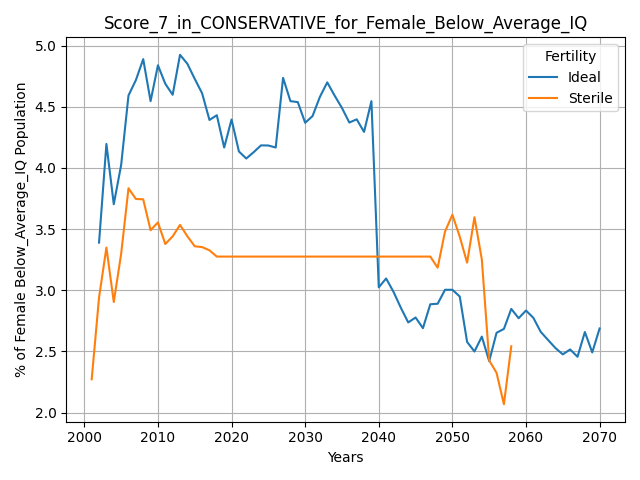 Score_7_in_CONSERVATIVE_for_Female_Below_Average_IQ
% of Female Below_Average_IQ Population
5.0
4.5
4.0
3.5
3.0
2.5
2.0
Fertility
Ideal
Sterile
2000 2010 2020 2030 2040 2050 2060 2070
Years